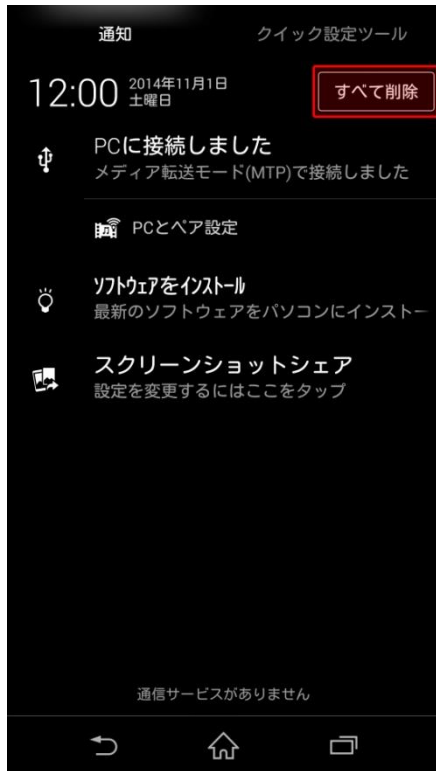 通知
クイック設定ツール
12:00
2014年11月1日
土曜日
すべて削除
PCに接続しました
メディア転送モード(MTP)で接続しました
PCとペア設定
ソフトウェアをインストール
最新のソフトウェアをパソコンにインストー
スクリーンショットシェア
設定を変更するにはここをタップ
通信サービスがありません